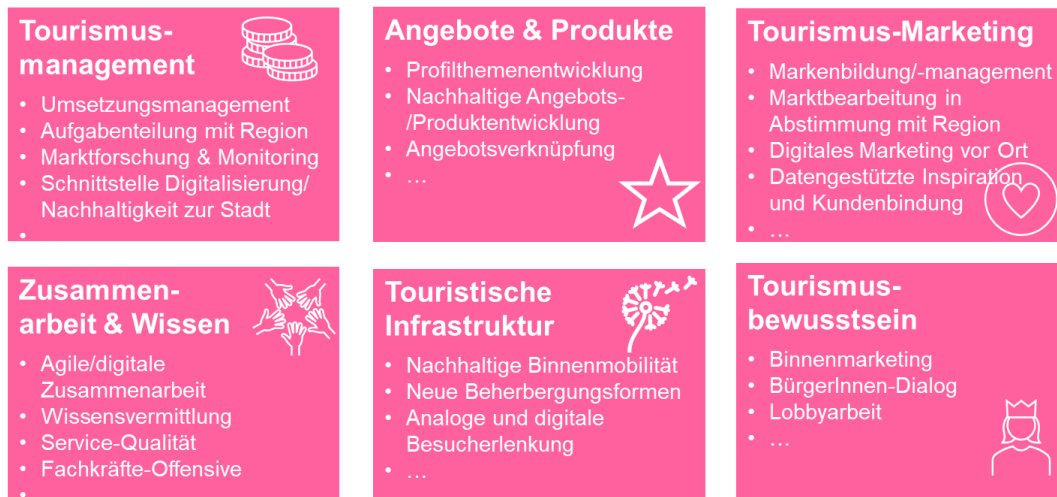 Tourismus-
management
• Umsetzungsmanagement
• Aufgabenteilung mit Region
• Marktforschung & Monitoring
• Schnittstelle Digitalisierung/
Nachhaltigkeit zur Stadt
•
Angebote & Produkte
• Profilthemenentwicklung
• Nachhaltige Angebots-
/Produktentwicklung
• Angebotsverknüpfung
• …
Tourismus-Marketing
• Markenbildung/-management
• Marktbearbeitung in
Abstimmung mit Region
• Digitales Marketing vor Ort
• Datengestützte Inspiration
und Kundenbindung
• …
Zusammen-
arbeit & Wissen
• Agile/digitale
Zusammenarbeit
• Wissensvermittlung
• Service-Qualität
• Fachkräfte-Offensive
•
Touristische
Infrastruktur
• Nachhaltige Binnenmobilität
• Neue Beherbergungsformen
• Analoge und digitale
Besucherlenkung
• …
Tourismus-
bewusstsein
• Binnenmarketing
• BürgerInnen-Dialog
• Lobbyarbeit
• …